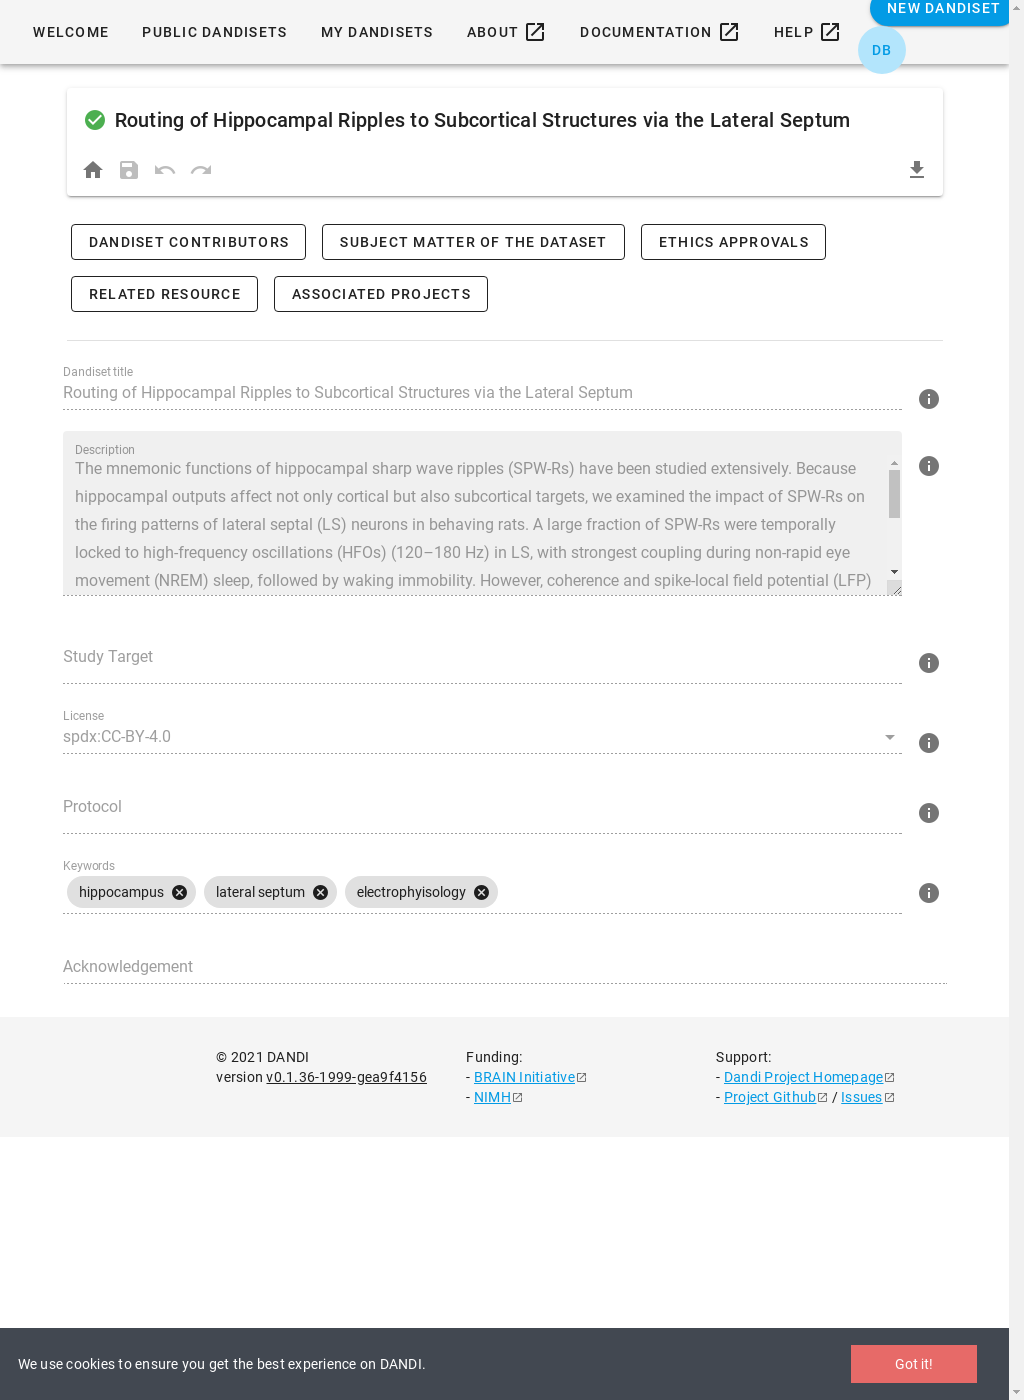 WELCOME PUBLIC DANDISETS MY DANDISETS ABOUT DOCUMENTATION HELP NEW DANDISET
DB
Routing of Hippocampal Ripples to Subcortical Structures via the Lateral Septum
DANDISET CONTRIBUTORS SUBJECT MATTER OF THE DATASET ETHICS APPROVALS
RELATED RESOURCE ASSOCIATED PROJECTS
Dandiset title
Routing of Hippocampal Ripples to Subcortical Structures via the Lateral Septum
Description
The mnemonic functions of hippocampal sharp wave ripples (SPW-Rs) have been studied extensively. Because
hippocampal outputs affect not only cortical but also subcortical targets, we examined the impact of SPW-Rs on
the firing patterns of lateral septal (LS) neurons in behaving rats. A large fraction of SPW-Rs were temporally
locked to high-frequency oscillations (HFOs) (120–180 Hz) in LS, with strongest coupling during non-rapid eye
movement (NREM) sleep, followed by waking immobility. However, coherence and spike-local field potential (LFP)
Study Target
License
spdx:CC-BY-4.0
Protocol
Keywords
hippocampus lateral septum electrophyisology
Acknowledgement
© 2021 DANDI
version v0.1.36-1999-gea9f4156
Funding:
- BRAIN Initiative
- NIMH
Support:
- Dandi Project Homepage
- Project Github / Issues
We use cookies to ensure you get the best experience on DANDI.
Got it!